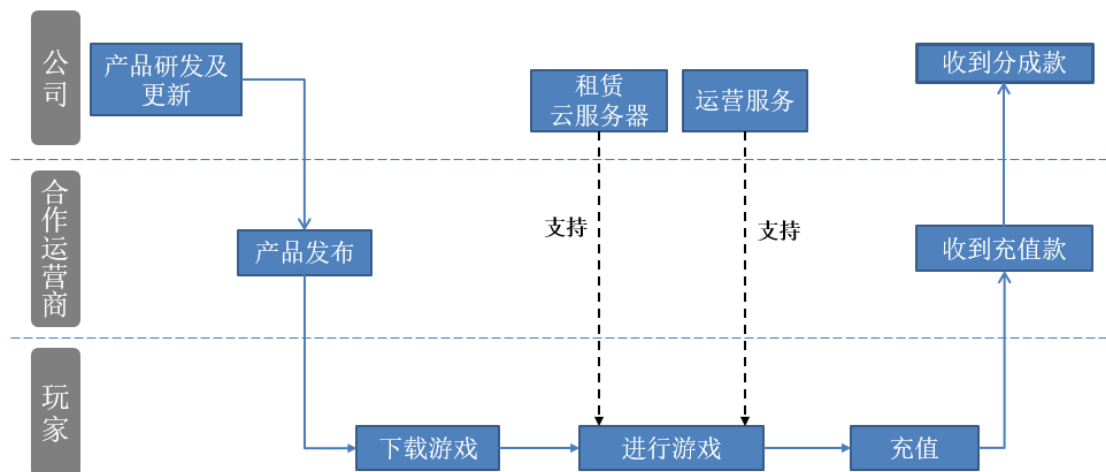 公司
产品研发及
更新
租赁
云服务器
运营服务
收到分成款
合作运营商
产品发布
支持
支持
收到充值款
玩家
下载游戏
进行游戏
充值